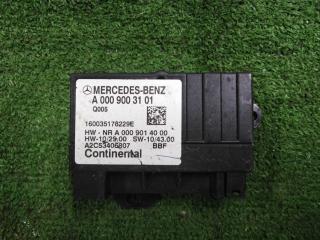 MERCEDES-BENZ
A 000 900 31 01
Q005
160035178229E
HW - NR A 000 901 40 00
HW-10/29.00 SW-10/43.00
A2C53406807 BBF
Continental